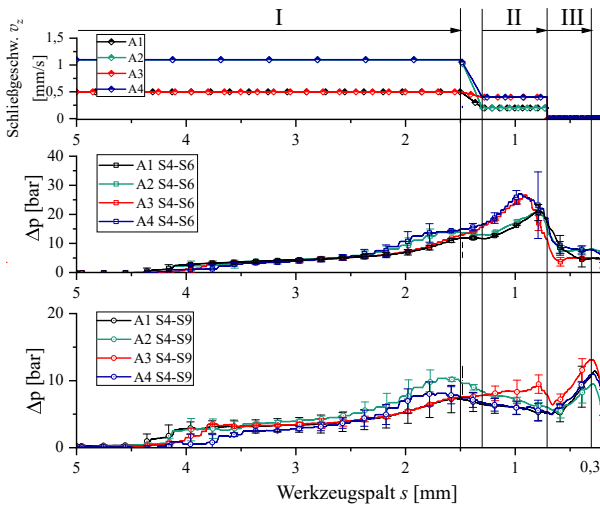 I II III
Schließgeschw. v_z
[mm/s]
1,5
1
0,5
0
A1
A2
A3
A4
5 4 3 2 1
Δp [bar]
40
30
20
10
0
A1 S4-S6
A2 S4-S6
A3 S4-S6
A4 S4-S6
5 4 3 2 1
Δp [bar]
20
10
0
A1 S4-S9
A2 S4-S9
A3 S4-S9
A4 S4-S9
5 4 3 2 1 0,3
Werkzeugspalt s [mm]